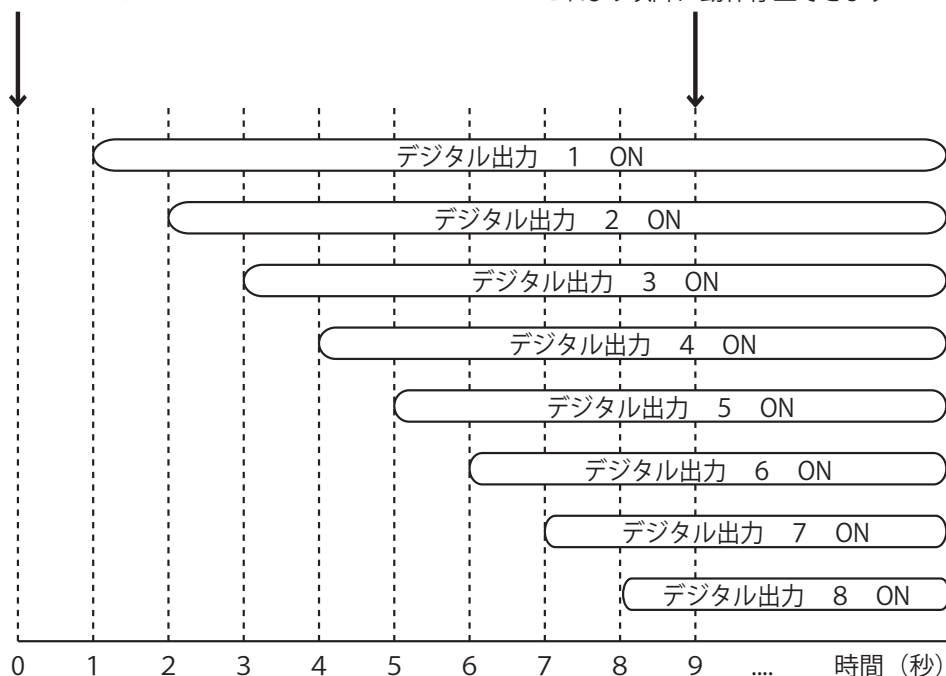 デジタル出力　1　ON
デジタル出力　2　ON
デジタル出力　3　ON
デジタル出力　4　ON
デジタル出力　5　ON
デジタル出力　6　ON
デジタル出力　7　ON
デジタル出力　8　ON
0 1 2 3 4 5 6 7 8 9 .... 時間（秒）